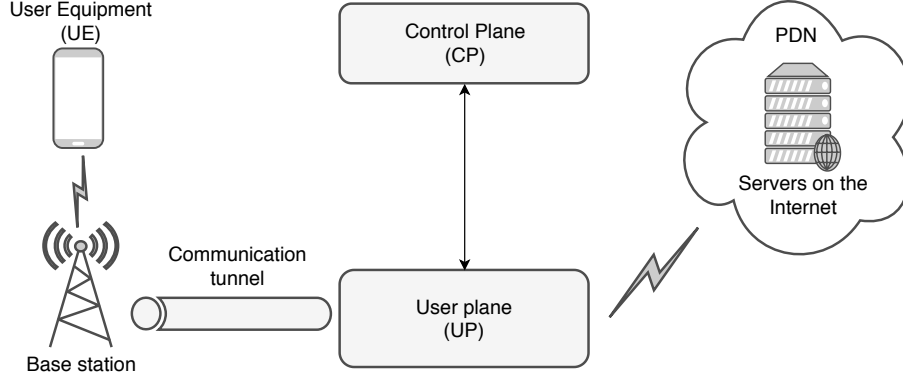 User Equipment
(UE)
Control Plane
(CP)
PDN
Servers on the
Internet
Communication
tunnel
User plane
(UP)
Base station